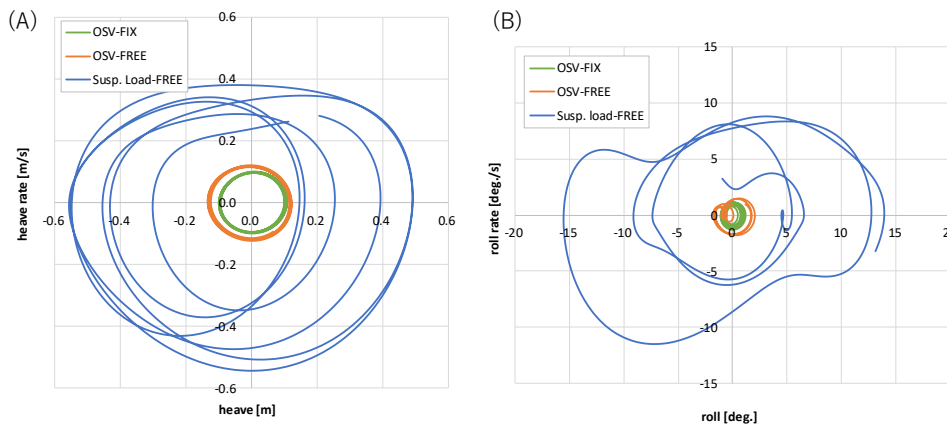 (A)
0.6
OSV-FIX
OSV-FREE
Susp. Load-FREE
0.4
0.2
0.0
-0.6
-0.4
-0.2
0.0
0.2
0.4
0.6
-0.2
-0.4
-0.6
heave rate [m/s]
heave [m]
(B)
15
OSV-FIX
OSV-FREE
Susp. load-FREE
10
5
0
-20
-15
-10
-5
0
5
10
15
-5
-10
-15
roll rate [deg./s]
roll [deg.]